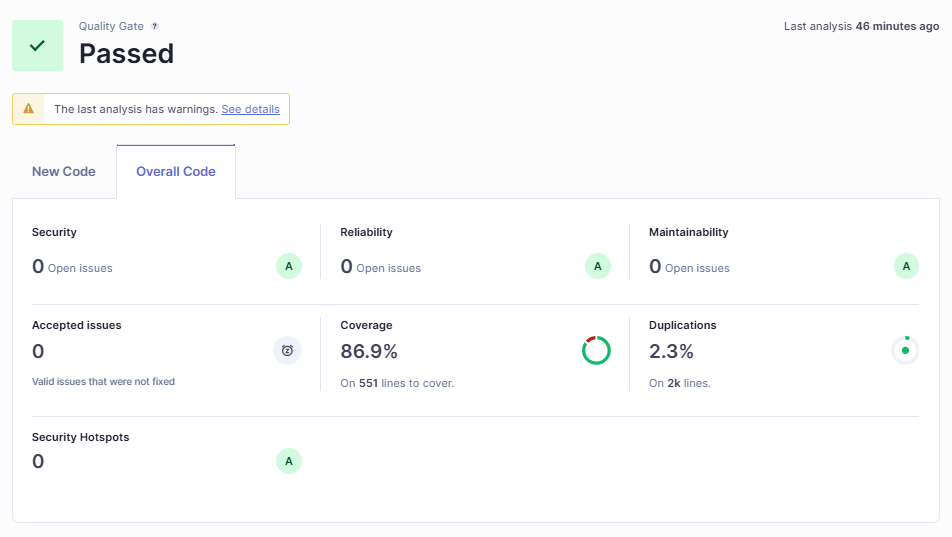 Quality Gate ?
Last analysis 46 minutes ago
Passed
The last analysis has warnings. See details
New Code
Overall Code
Security
0 Open issues
A
Reliability
0 Open issues
A
Maintainability
0 Open issues
A
Accepted issues
0
Valid issues that were not fixed
Coverage
86.9%
On 551 lines to cover.
Duplications
2.3%
On 2k lines.
Security Hotspots
0
A